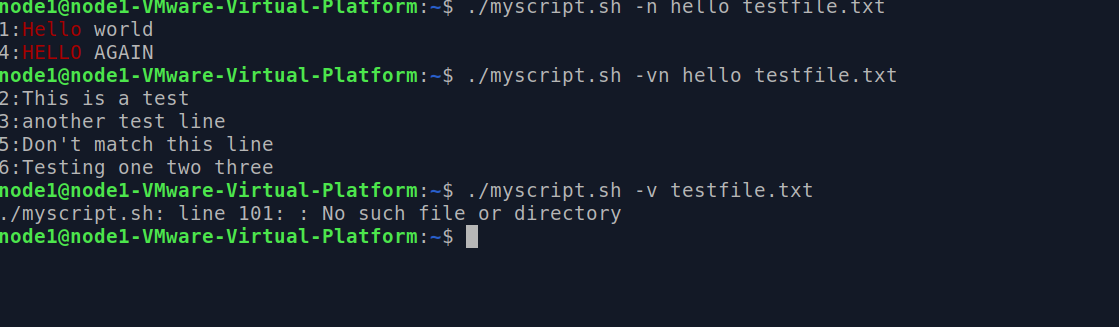 node1@node1-VMware-Virtual-Platform:~$ ./myscript.sh -n hello testfile.txt
1:Hello world
4:HELLO AGAIN
node1@node1-VMware-Virtual-Platform:~$ ./myscript.sh -vn hello testfile.txt
2:This is a test
3:another test line
5:Don't match this line
6:Testing one two three
node1@node1-VMware-Virtual-Platform:~$ ./myscript.sh -v testfile.txt
./myscript.sh: line 101: : No such file or directory
node1@node1-VMware-Virtual-Platform:~$